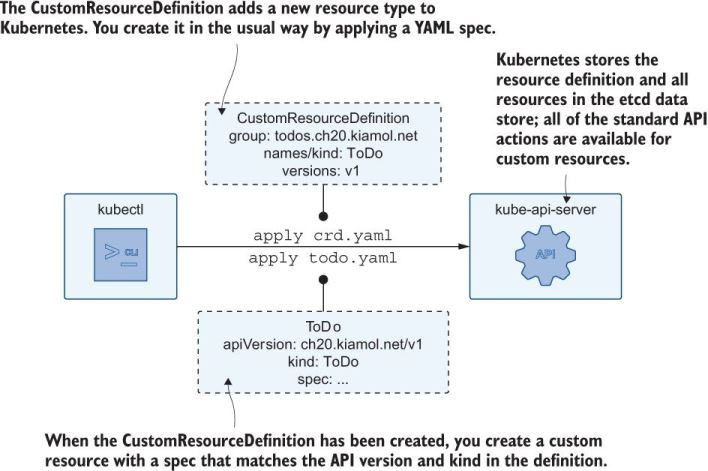 The CustomResourceDefinition adds a new resource type to
Kubernetes. You create it in the usual way by applying a YAML spec.
Kubernetes stores the
resource definition and all
resources in the etcd data
store; all of the standard API
actions are available for
custom resources.
CustomResourceDefinition
group: todos.ch20.kiamol.net
names/kind: ToDo
versions: v1
kubectl
>_ CLI
apply crd.yaml
apply todo.yaml
kube-api-server
API
ToDo
apiVersion: ch20.kiamol.net/v1
kind: ToDo
spec: ...
When the CustomResourceDefinition has been created, you create a custom
resource with a spec that matches the API version and kind in the definition.